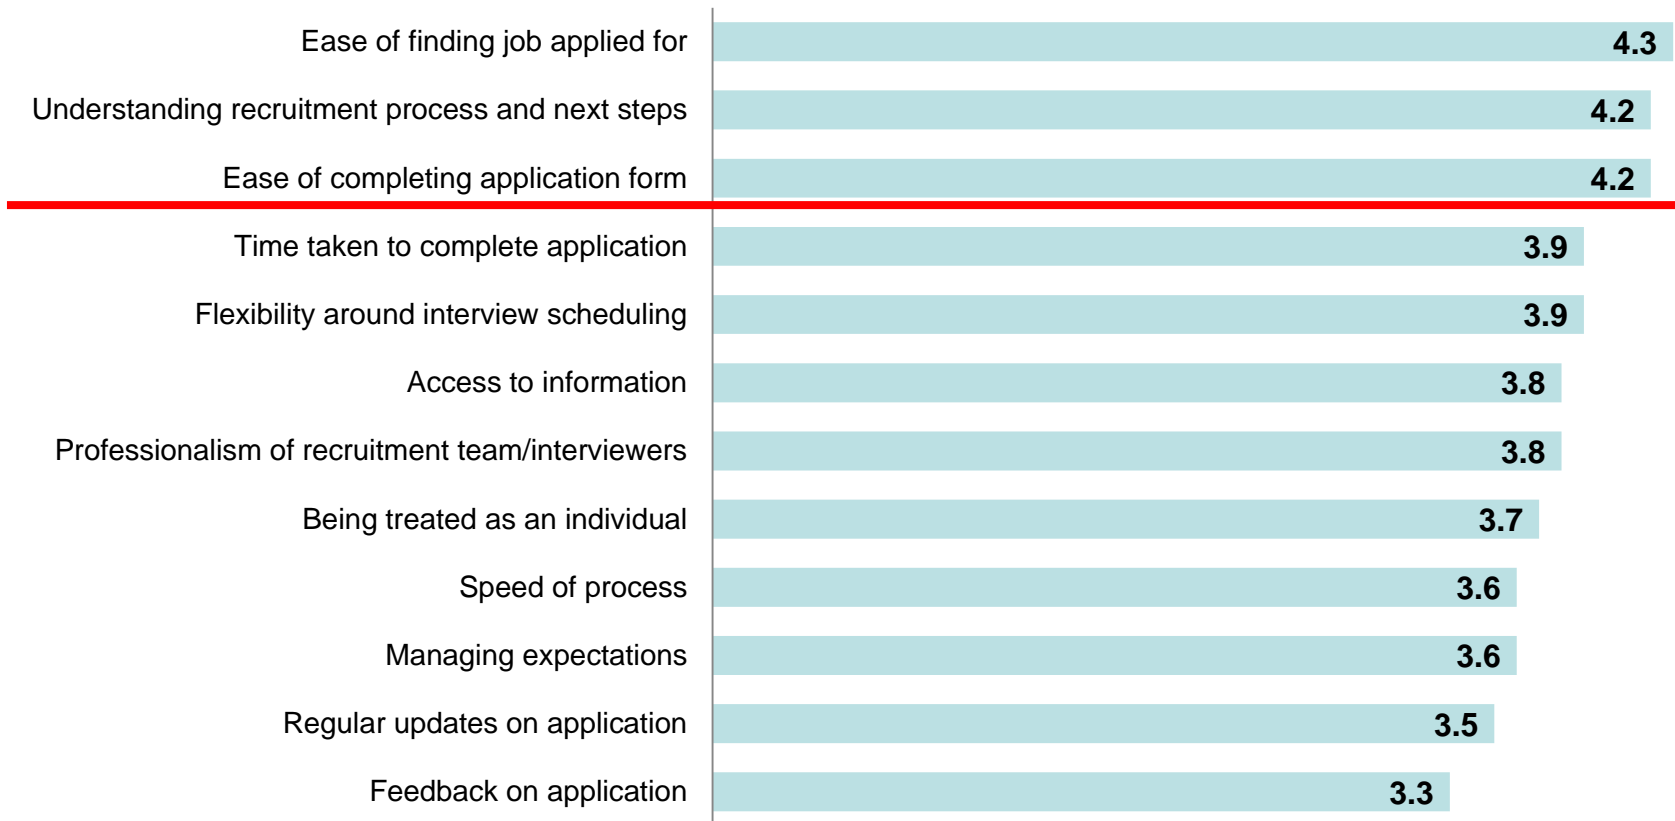 Ease of finding job applied for 4.3
Understanding recruitment process and next steps 4.2
Ease of completing application form 4.2
Time taken to complete application 3.9
Flexibility around interview scheduling 3.9
Access to information 3.8
Professionalism of recruitment team/interviewers 3.8
Being treated as an individual 3.7
Speed of process 3.6
Managing expectations 3.6
Regular updates on application 3.5
Feedback on application 3.3